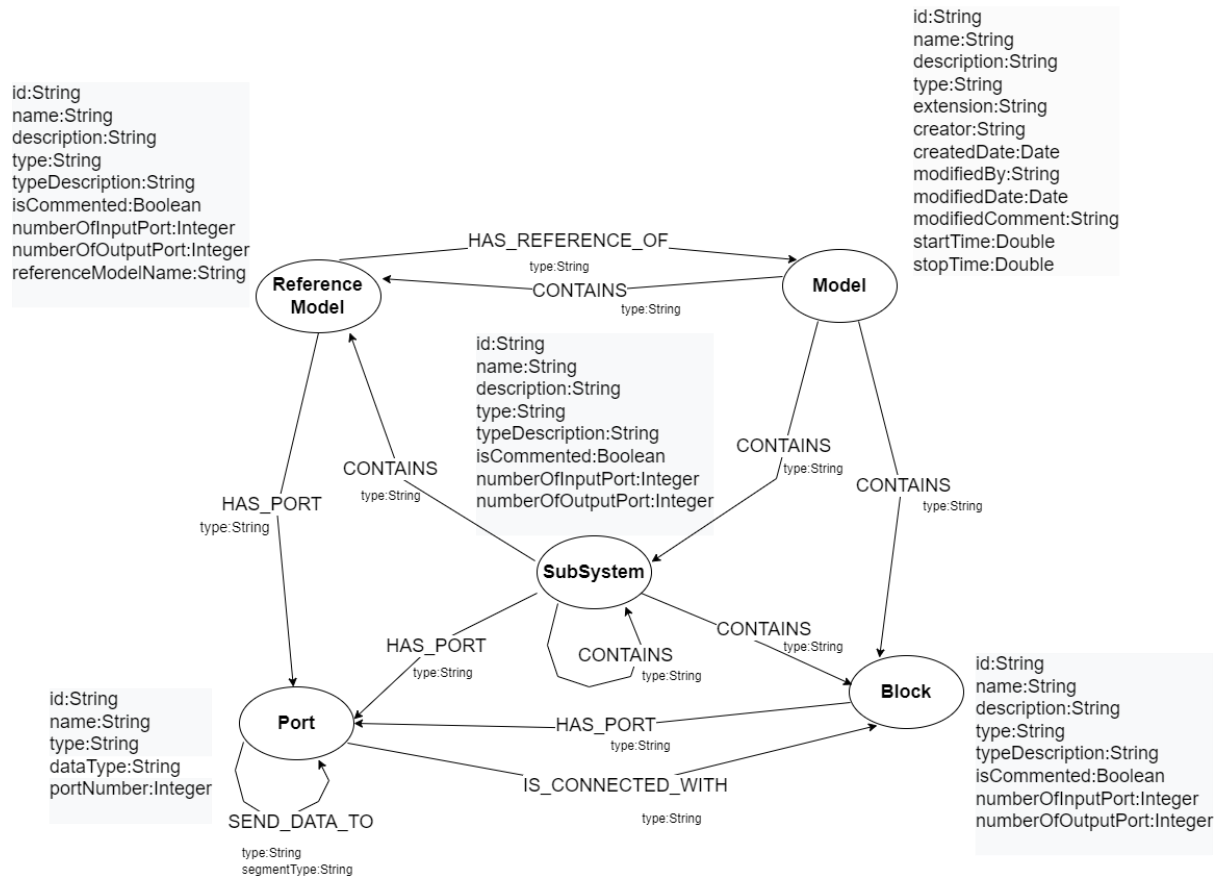 id:String
name:String
description:String
type:String
extension:String
creator:String
createdDate:Date
modifiedBy:String
modifiedDate:Date
modifiedComment:String
startTime:Double
stopTime:Double
id:String
name:String
description:String
type:String
typeDescription:String
isCommented:Boolean
numberOfInputPort:Integer
numberOfOutputPort:Integer
referenceModelName:String
HAS_REFERENCE_OF
type:String
Reference
Model
CONTAINS
type:String
Model
id:String
name:String
description:String
type:String
typeDescription:String
isCommented:Boolean
numberOfInputPort:Integer
numberOfOutputPort:Integer
CONTAINS
type:String
CONTAINS
type:String
CONTAINS
type:String
HAS_PORT
type:String
SubSystem
CONTAINS
type:String
HAS_PORT
type:String
CONTAINS
type:String
id:String
name:String
type:String
dataType:String
portNumber:Integer
Port
HAS_PORT
type:String
Block
id:String
name:String
description:String
type:String
typeDescription:String
isCommented:Boolean
numberOfInputPort:Integer
numberOfOutputPort:Integer
IS_CONNECTED_WITH
type:String
SEND_DATA_TO
type:String
segmentType:String